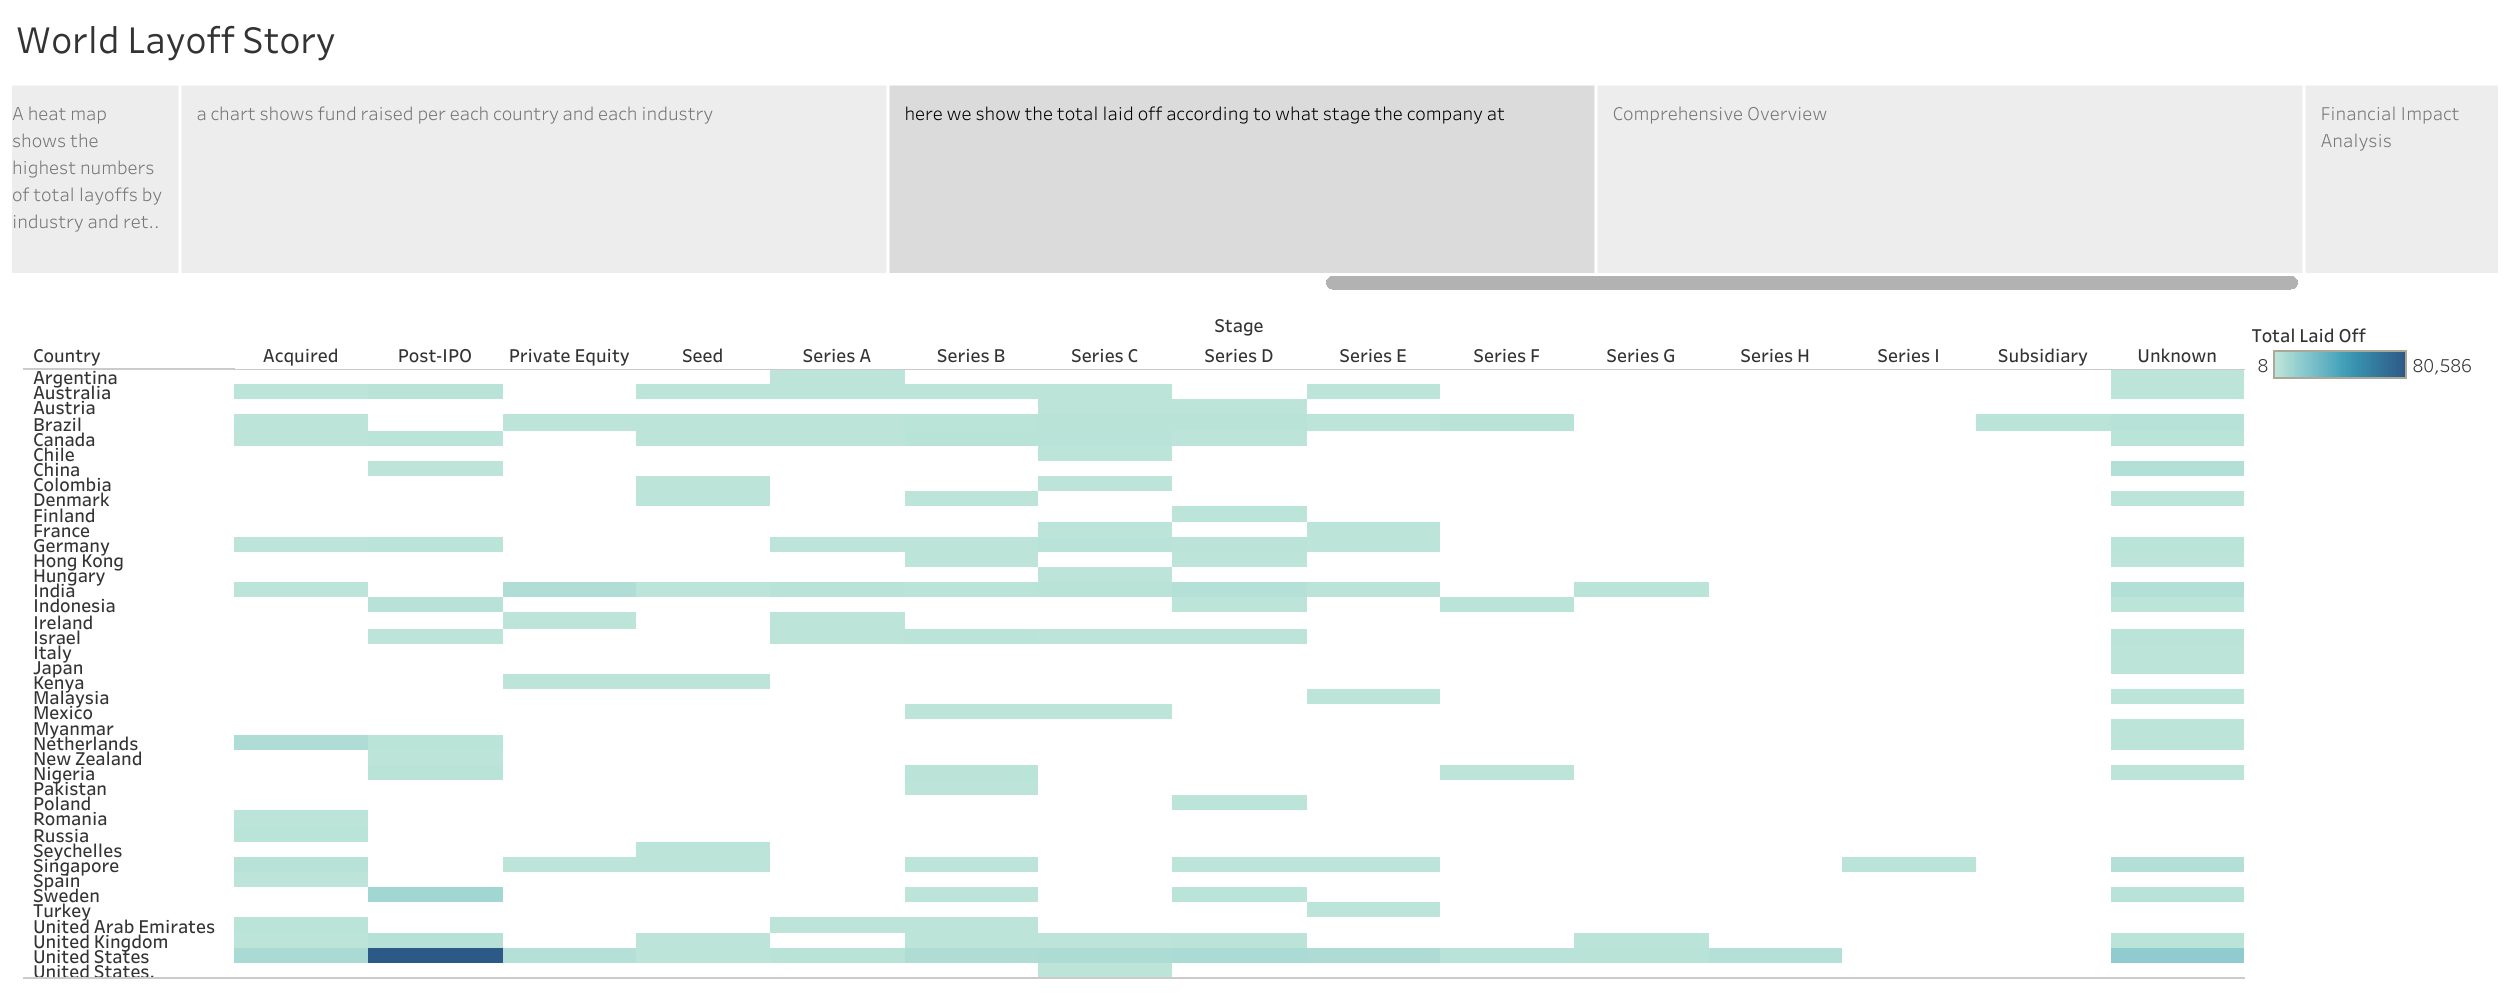 World Layoff Story
A heat map
shows the
highest numbers
of total layoffs by
industry and ret..
a chart shows fund raised per each country and each industry
here we show the total laid off according to what stage the company at
Comprehensive Overview
Financial Impact
Analysis
Stage
Country Acquired Post-IPO Private Equity Seed Series A Series B Series C Series D Series E Series F Series G Series H Series I Subsidiary Unknown
Total Laid Off
8 80,586
Argentina
Australia
Austria
Brazil
Canada
Chile
China
Colombia
Denmark
Finland
France
Germany
Hong Kong
Hungary
India
Indonesia
Ireland
Israel
Italy
Japan
Kenya
Malaysia
Mexico
Myanmar
Netherlands
New Zealand
Nigeria
Pakistan
Poland
Romania
Russia
Seychelles
Singapore
Spain
Sweden
Turkey
United Arab Emirates
United Kingdom
United States
United States.